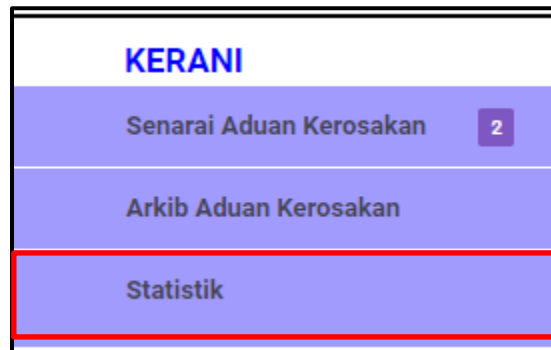 KERANI
Senarai Aduan Kerosakan 2
Arkib Aduan Kerosakan
Statistik